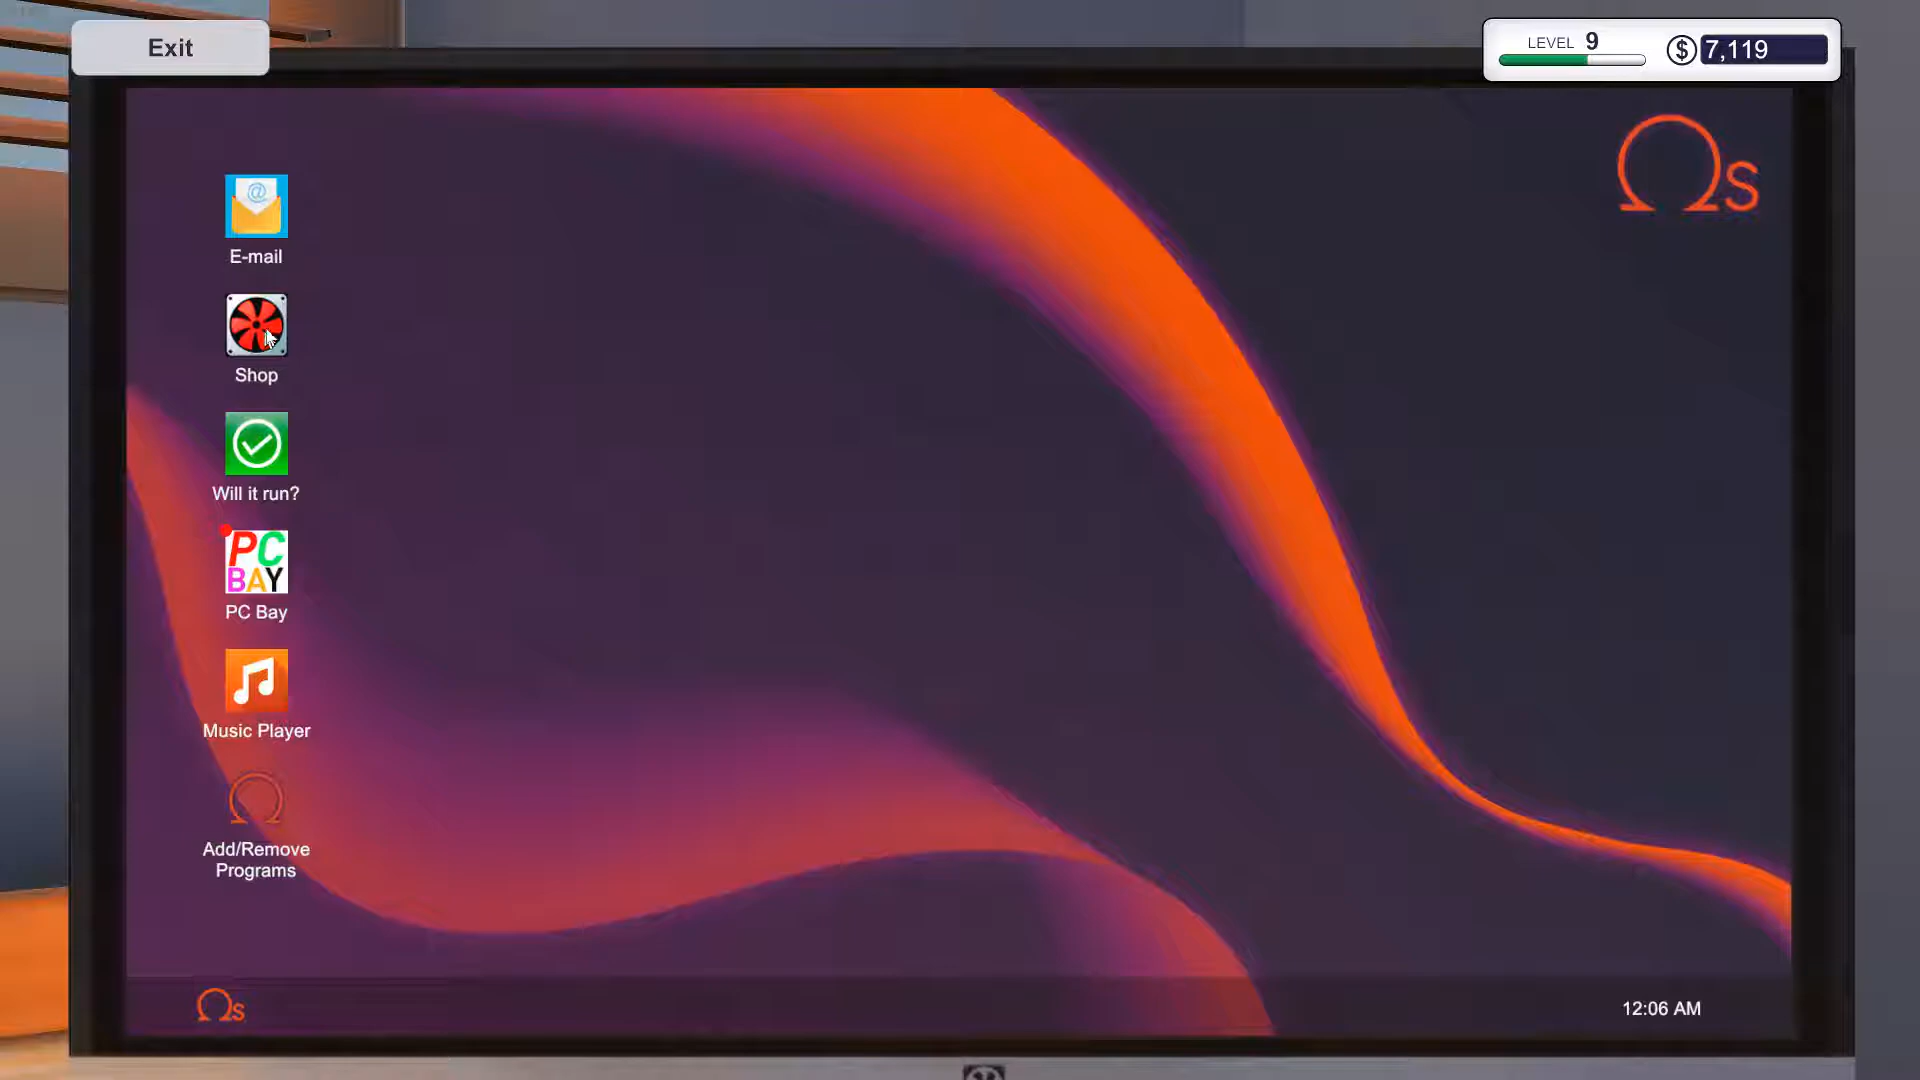 Exit
LEVEL 9
$ 7,119
Ωs
@
E-mail
Shop
Will it run?
PC
BAY
PC Bay
Music Player
Add/Remove
Programs
Ωs
12:06 AM